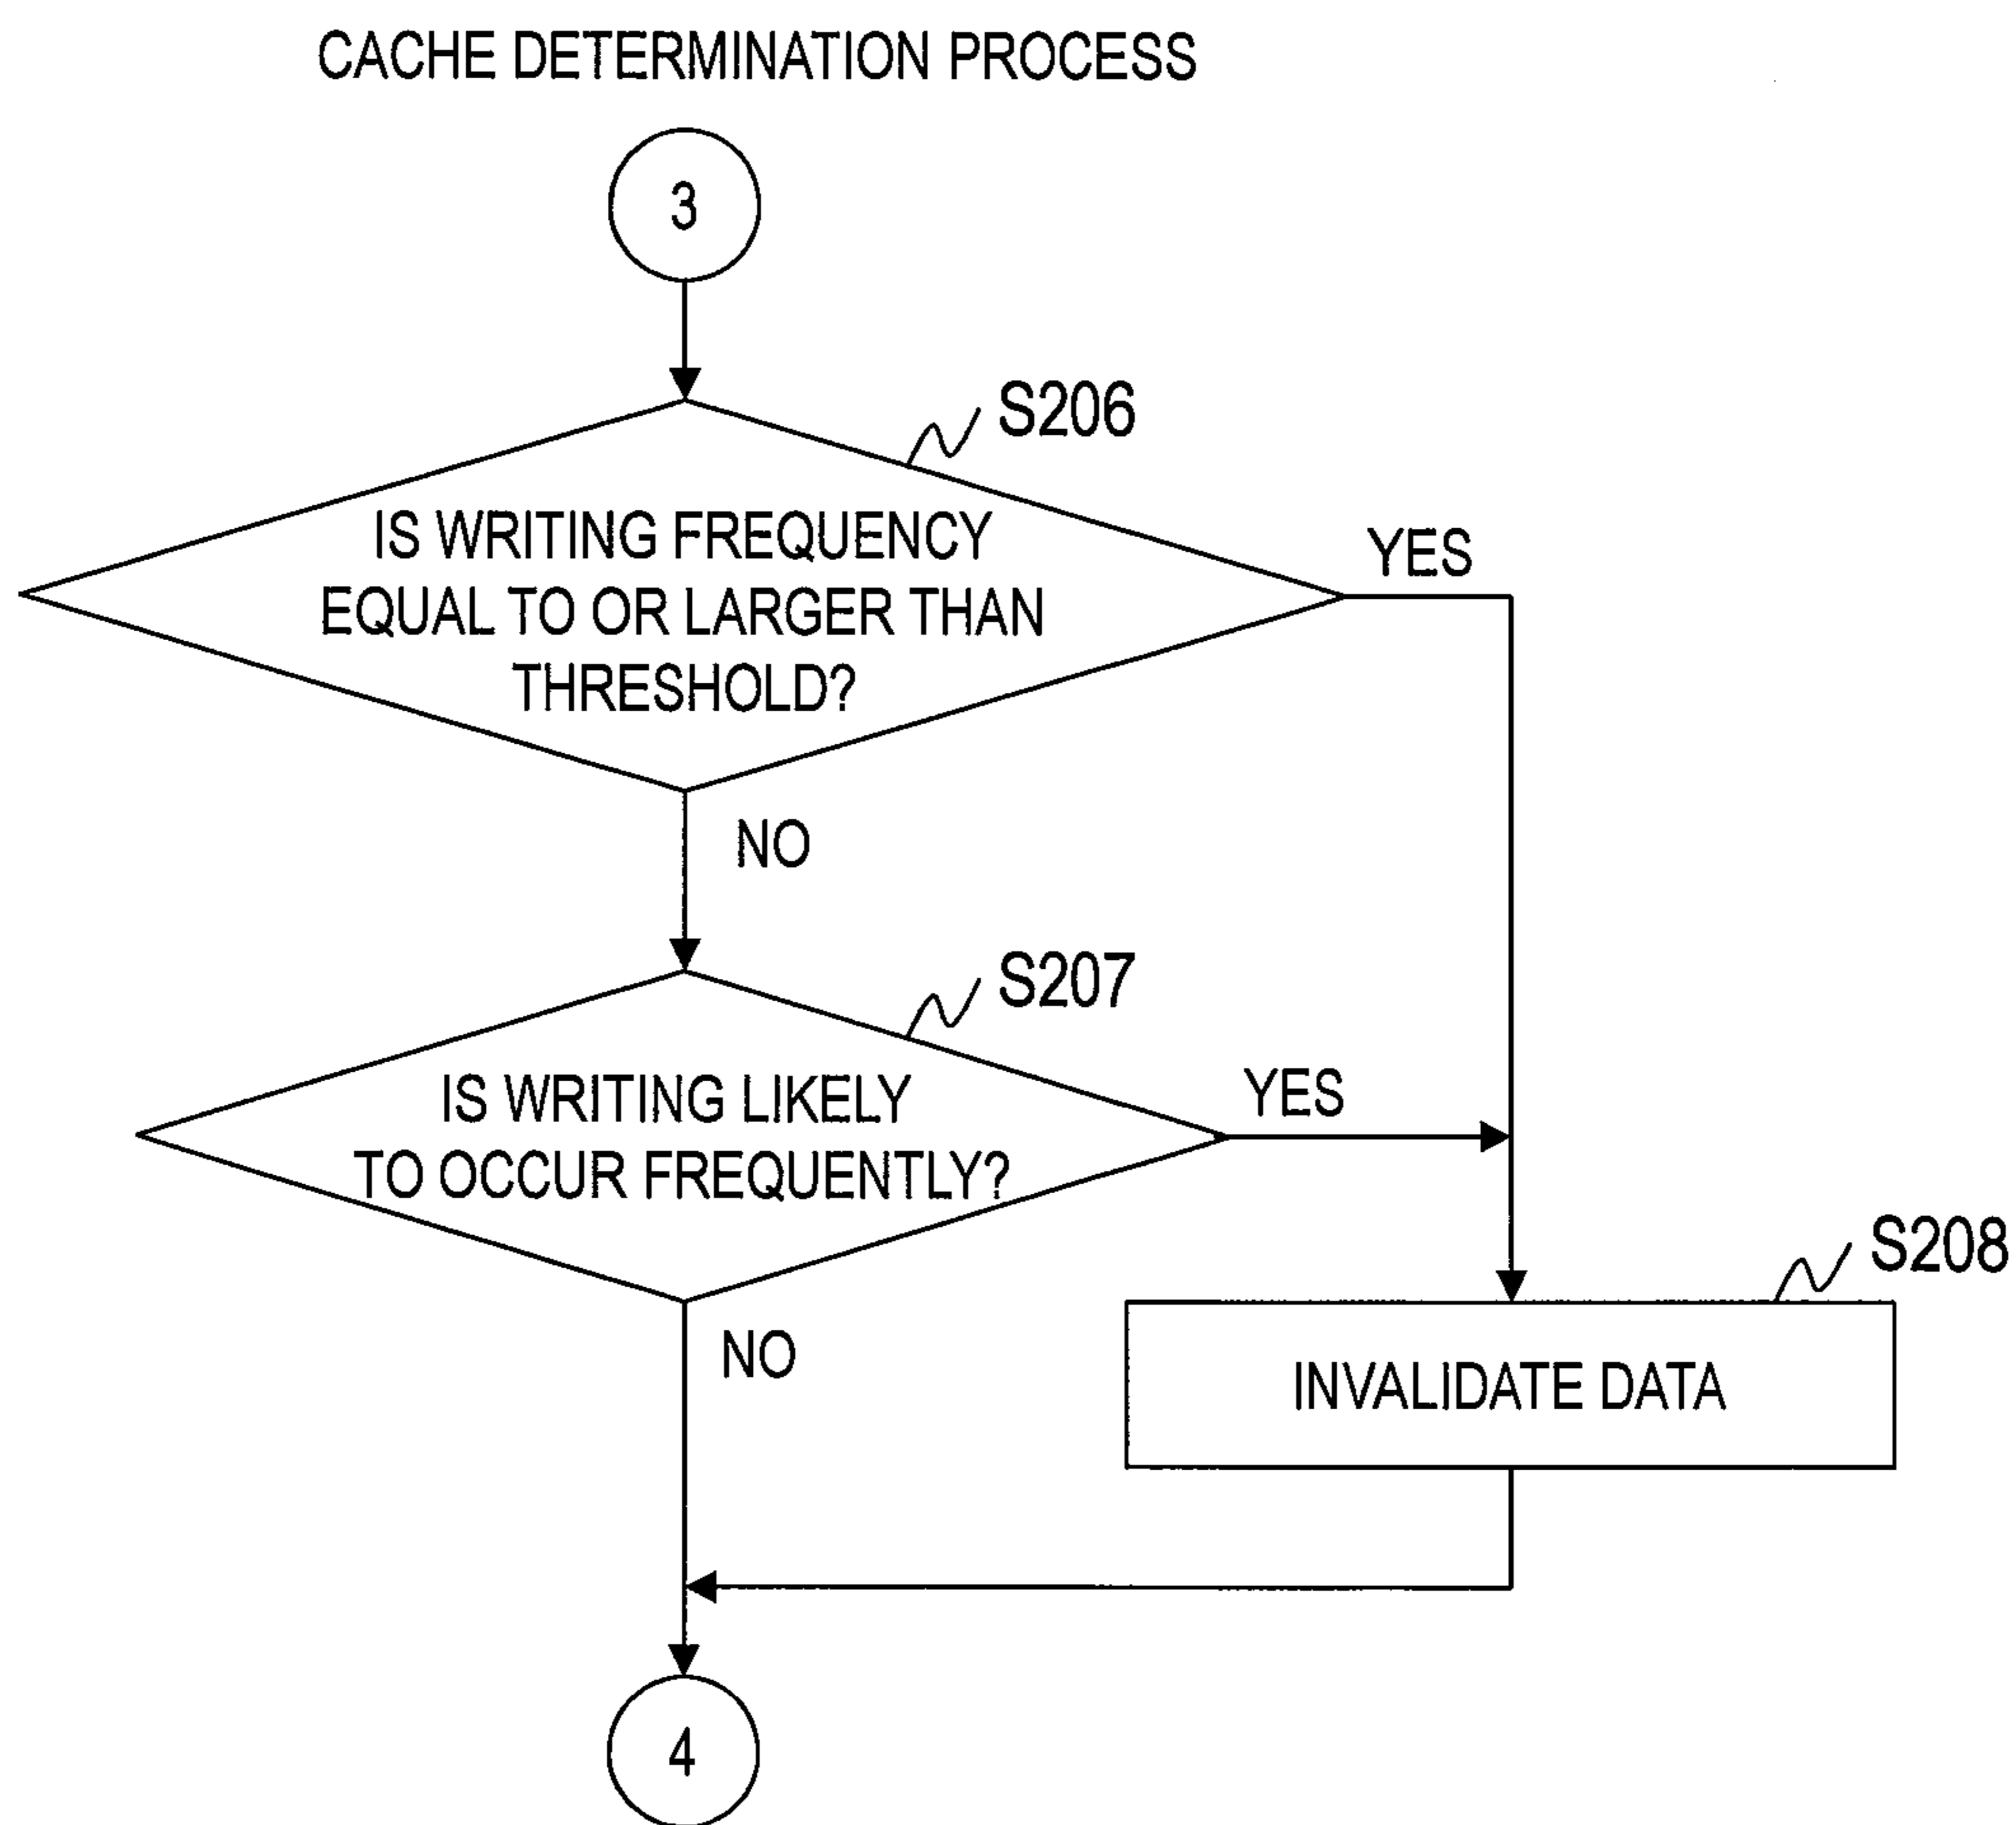 CACHE DETERMINATION PROCESS
3
S206
IS WRITING FREQUENCY
EQUAL TO OR LARGER THAN
THRESHOLD?
YES
NO
S207
IS WRITING LIKELY
TO OCCUR FREQUENTLY?
YES
S208
NO
INVALIDATE DATA
4